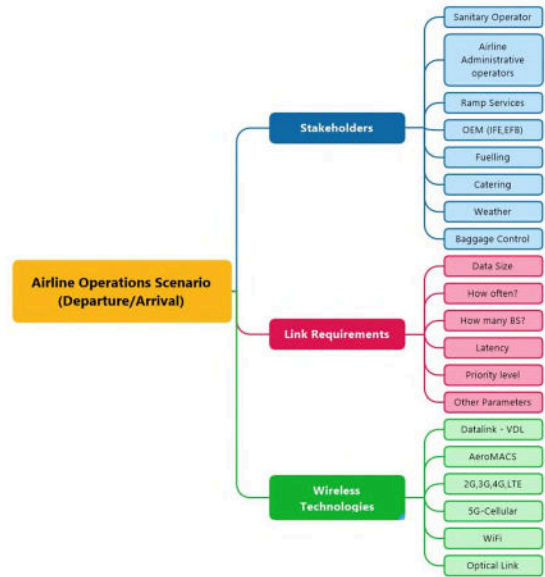 Airline Operations Scenario
(Departure/Arrival)
Stakeholders
Sanitary Operator
Airline
Administrative
operators
Ramp Services
OEM (IFE,EFB)
Fuelling
Catering
Weather
Baggage Control
Link Requirements
Data Size
How often?
How many BS?
Latency
Priority level
Other Parameters
Wireless
Technologies
Datalink - VDL
AeroMACS
2G,3G,4G,LTE
5G-Cellular
WiFi
Optical Link